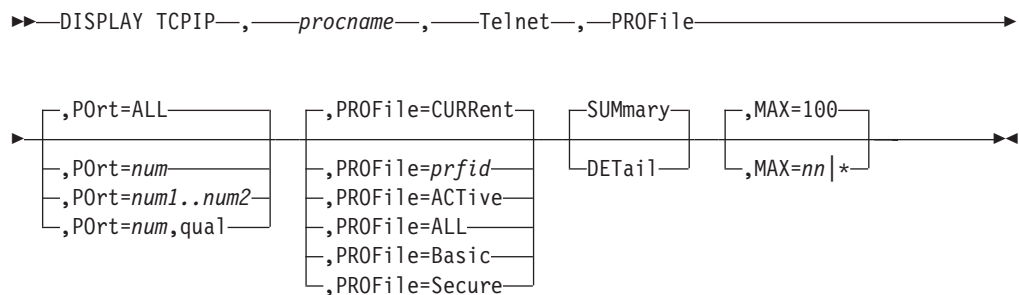 DISPLAY TCPIP , procname , Telnet , PROFile
,POrt=ALL ,PROFile=CURRent SUMmary ,MAX=100
,POrt=num ,PROFile=prfid DETail ,MAX=nn|*
,POrt=num1..num2 ,PROFile=ACTive
,POrt=num,qual ,PROFile=ALL
,PROFile=Basic
,PROFile=Secure